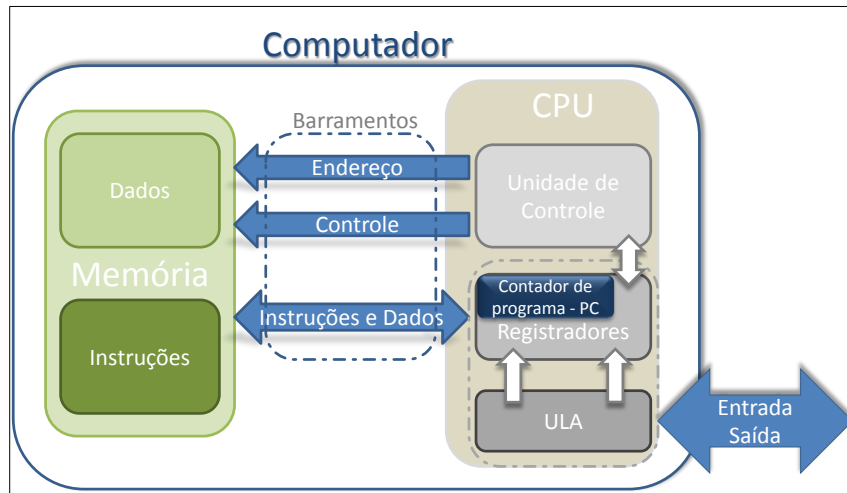 Computador
CPU
Barramentos
Endereço
Dados
Unidade de
Controle
Controle
Memória
Contador de
programa - PC
Instruções e Dados
Registradores
Instruções
ULA
Entrada
Saída